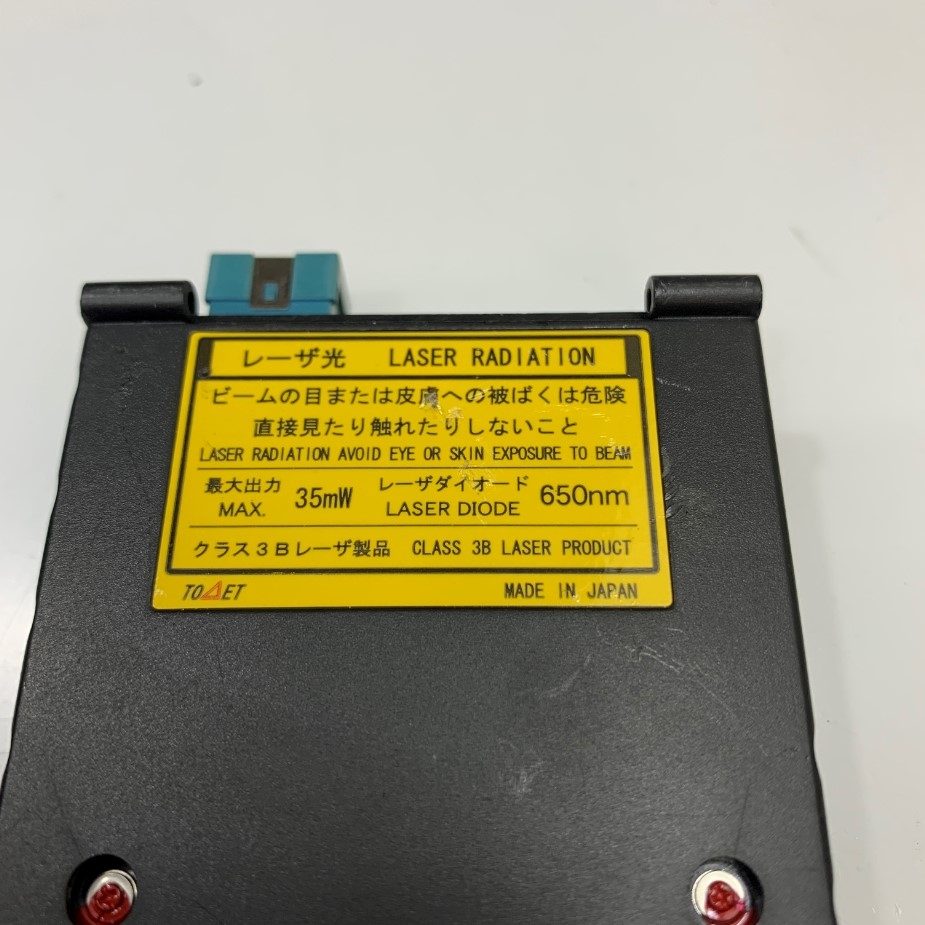 レーザ光 LASER RADIATION
ビームの目または皮膚への被ばくは危険
直接見たり触れたりしないこと
LASER RADIATION AVOID EYE OR SKIN EXPOSURE TO BEAM
最大出力 35mW レーザダイオード 650nm
MAX. LASER DIODE
クラス3Bレーザ製品 CLASS 3B LASER PRODUCT
TO△ET MADE IN JAPAN